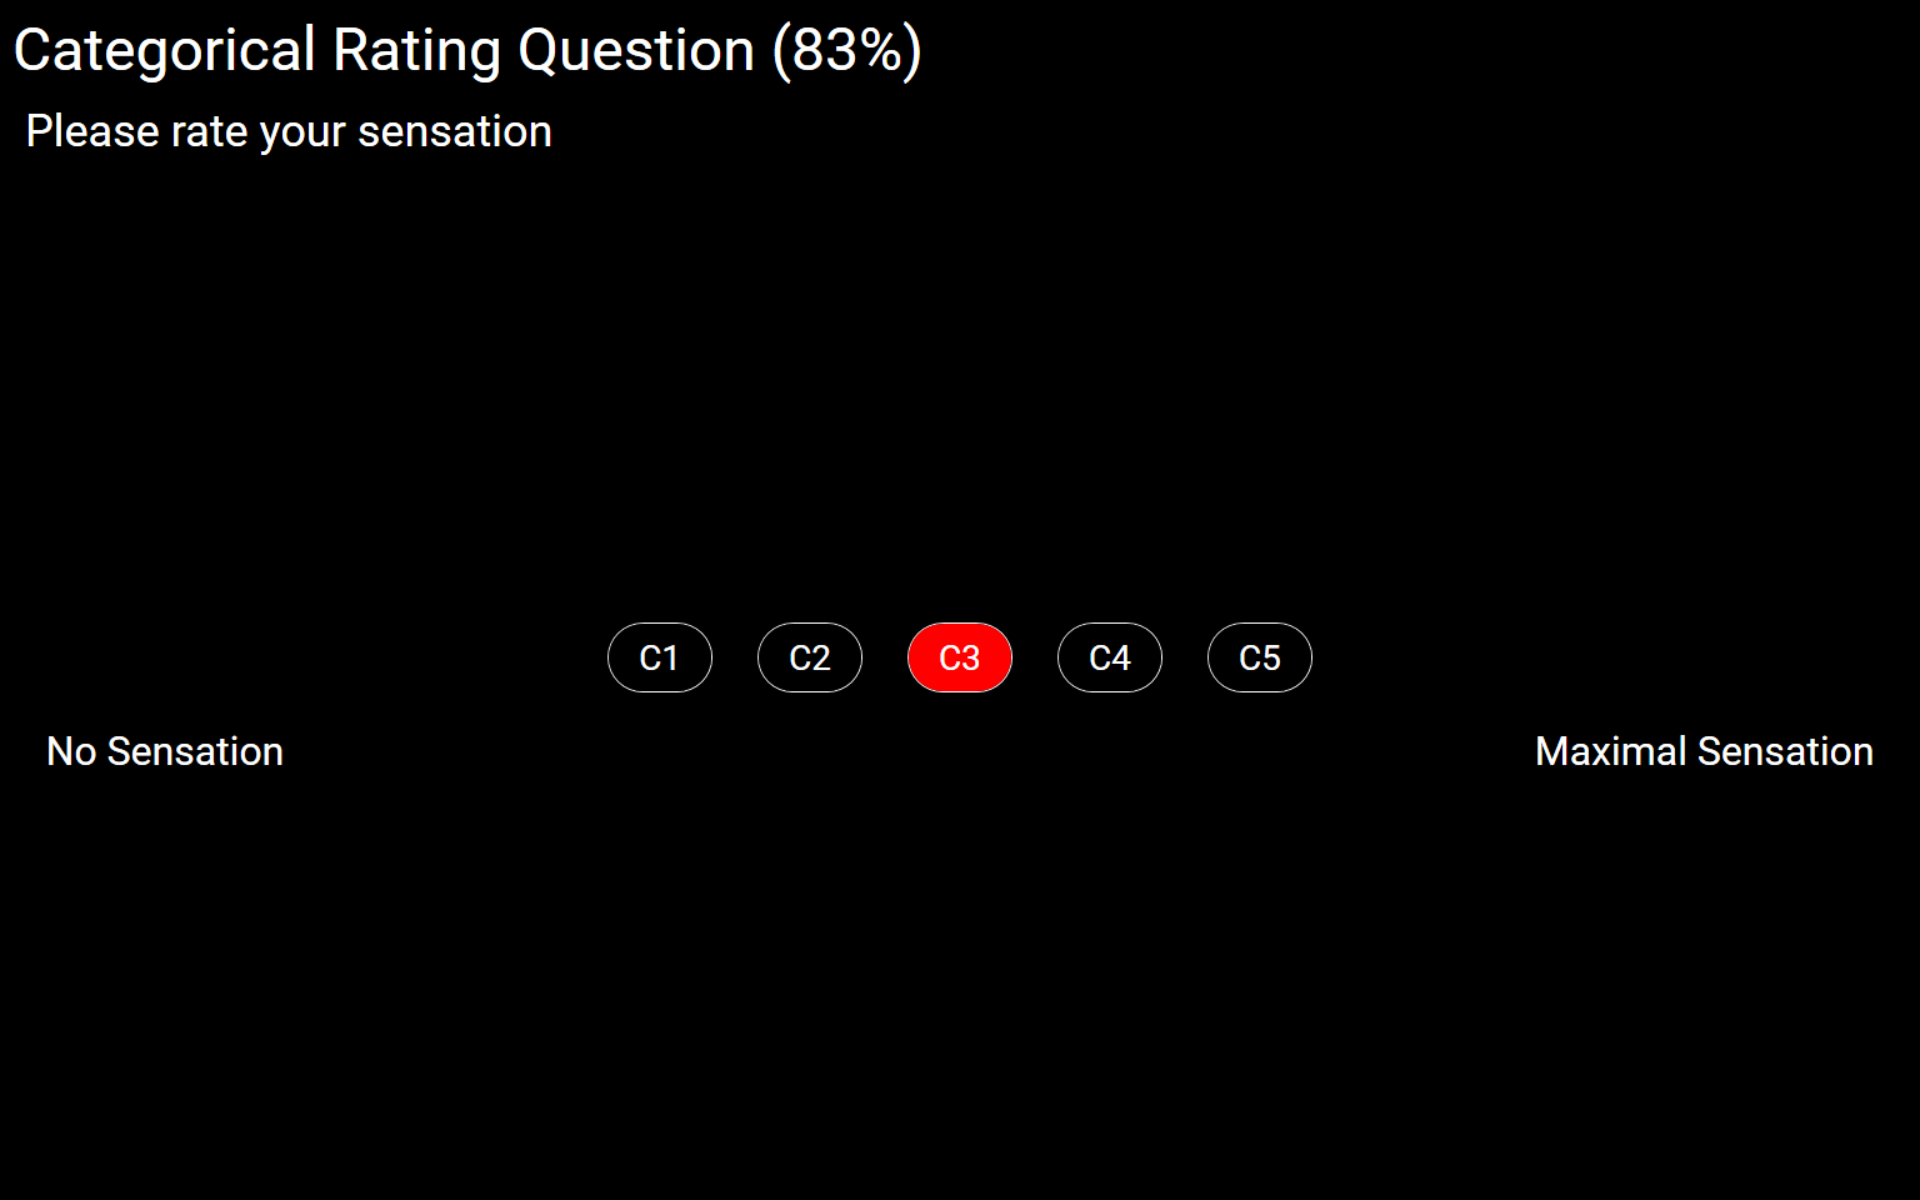 Categorical Rating Question (83%)
Please rate your sensation
C1 C2 C3 C4 C5
No Sensation Maximal Sensation